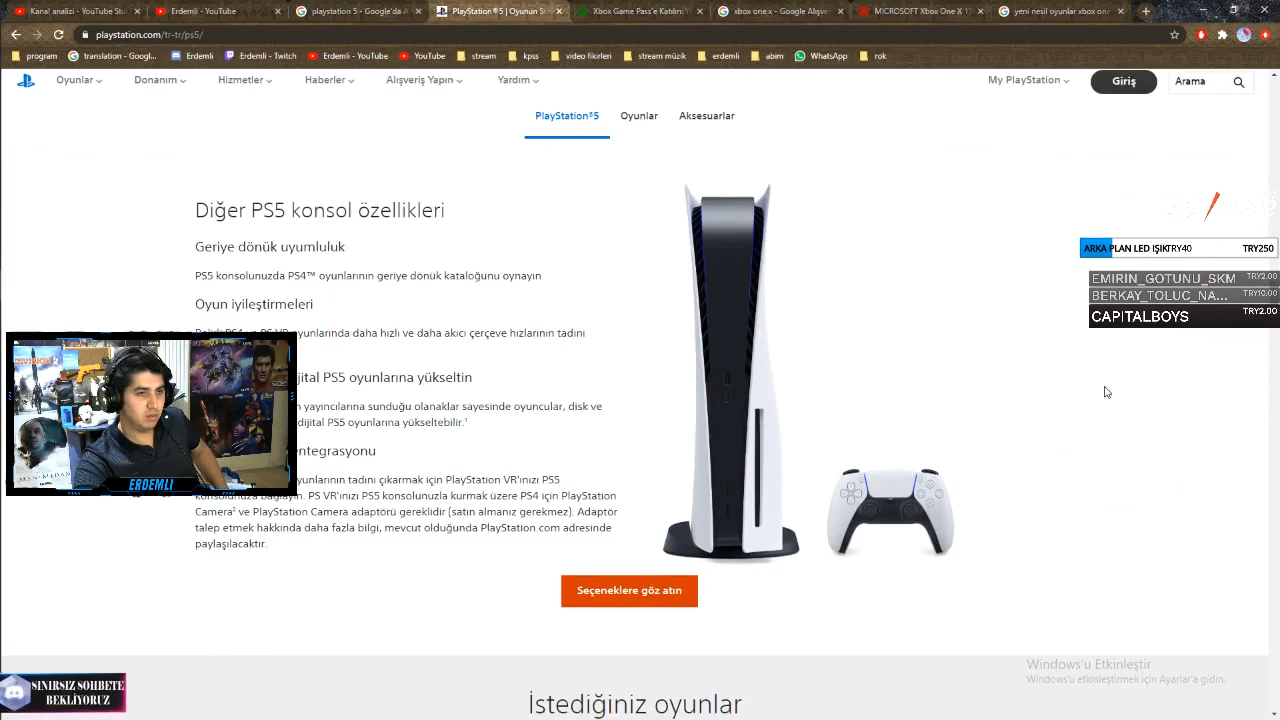 Kanal analizi - YouTube Stu
Erdemli - YouTube
playstation 5 - Google'da A
PlayStation®5 | Oyunun S
Xbox Game Pass'e Katılın:
xbox one x - Google Alışve
MICROSOFT Xbox One X 1
yeni nesil oyunlar xbox one
playstation.com/tr-tr/ps5/
program
translation - Googl...
Erdemli
Erdemli - Twitch
Erdemli - YouTube
YouTube
stream
kpss
video fikirleri
stream müzik
erdemli
abim
WhatsApp
rok
Oyunlar
Donanım
Hizmetler
Haberler
Alışveriş Yapın
Yardım
My PlayStation
Giriş
Arama
PlayStation®5
Oyunlar
Aksesuarlar
Diğer PS5 konsol özellikleri
Geriye dönük uyumluluk
PS5 konsolunuzda PS4™ oyunlarının geriye dönük kataloğunu oynayın
Oyun iyileştirmeleri
oyunlarında daha hızlı ve daha akıcı çerçeve hızlarının tadını
jital PS5 oyunlarına yükseltin
yayıncılarına sunduğu olanaklar sayesinde oyuncular, disk ve
dijital PS5 oyunlarına yükseltebilir.¹
entegrasyonu
oyunlarının tadını çıkarmak için PlayStation VR'ınızı PS5
konsolunuza bağlayın. PS VR'ınızı PS5 konsolunuzla kurmak üzere PS4 için PlayStation
Camera² ve PlayStation Camera adaptörü gereklidir (satın almanız gerekmez). Adaptör
talep etmek hakkında daha fazla bilgi, mevcut olduğunda PlayStation.com adresinde
paylaşılacaktır.
Seçeneklere göz atın
İstediğiniz oyunlar
ARKA PLAN LED IŞIKTRY40 TRY250
EMIRIN_GOTUNU_SKM TRY2.00
BERKAY_TOLUC_NA... TRY10.00
CAPITALBOYS TRY2.00
ERDEMLİ
SINIRSIZ SOHBETE
BEKLİYORUZ
Windows'u Etkinleştir
Windows'u etkinleştirmek için Ayarlar'a gidin.